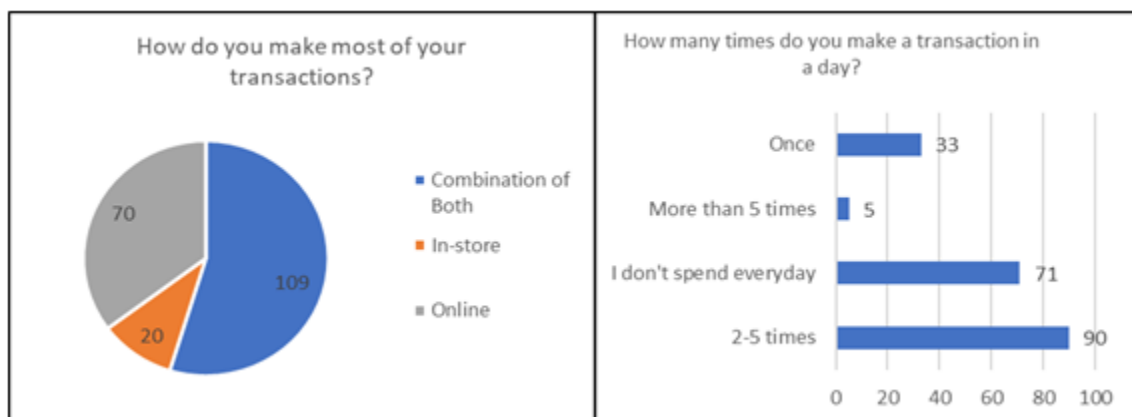 How do you make most of your
transactions?
70
109
20
Combination of
Both
In-store
Online
How many times do you make a transaction in
a day?
Once
33
More than 5 times
5
I don't spend everyday
71
2-5 times
90
0 20 40 60 80 100